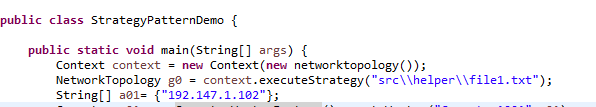 public class StrategyPatternDemo {
public static void main(String[] args) {
Context context = new Context(new networktopology());
NetworkTopology g0 = context.executeStrategy("src\\helper\\file1.txt");
String[] a01= {"192.147.1.102"};